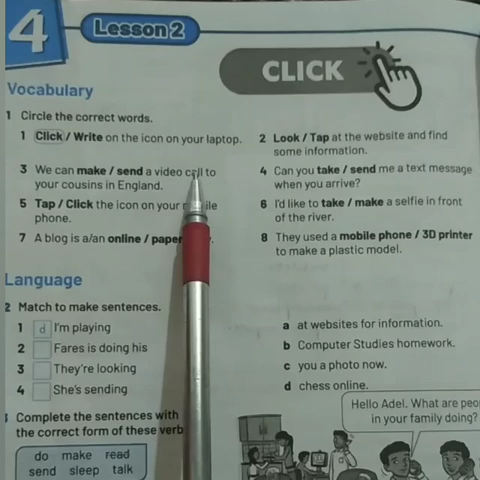 4 Lesson 2
CLICK
Vocabulary
1 Circle the correct words.
1 Click / Write on the icon on your laptop.
2 Look / Tap at the website and find
some information.
3 We can make / send a video call to
your cousins in England.
4 Can you take / send me a text message
when you arrive?
5 Tap / Click the icon on your
phone.
6 I'd like to take / make a selfie in front
of the river.
7 A blog is a/an online / paper
8 They used a mobile phone / 3D printer
to make a plastic model.
Language
2 Match to make sentences.
1 d I'm playing
2 Fares is doing his
3 They're looking
4 She's sending
a at websites for information.
b Computer Studies homework.
c you a photo now.
d chess online.
Complete the sentences with
the correct form of these verb
do make read
send sleep talk
Hello Adel. What are peo
in your family doing?